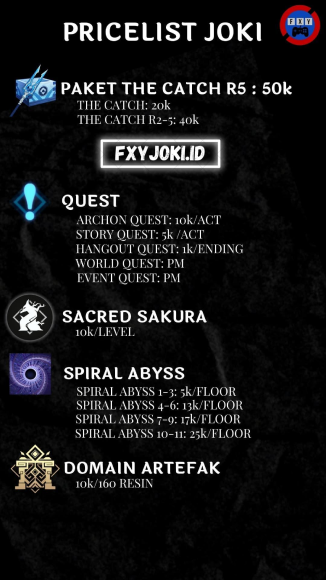 PRICELIST JOKI
FXY
PAKET THE CATCH R5 : 50k
THE CATCH: 20k
THE CATCH R2-5: 40k
FXYJOKI.ID
QUEST
ARCHON QUEST: 10k/ACT
STORY QUEST: 5k /ACT
HANGOUT QUEST: 1k/ENDING
WORLD QUEST: PM
EVENT QUEST: PM
SACRED SAKURA
10k/LEVEL
SPIRAL ABYSS
SPIRAL ABYSS 1-3: 5k/FLOOR
SPIRAL ABYSS 4-6: 13k/FLOOR
SPIRAL ABYSS 7-9: 17k/FLOOR
SPIRAL ABYSS 10-11: 25k/FLOOR
DOMAIN ARTEFAK
10k/160 RESIN